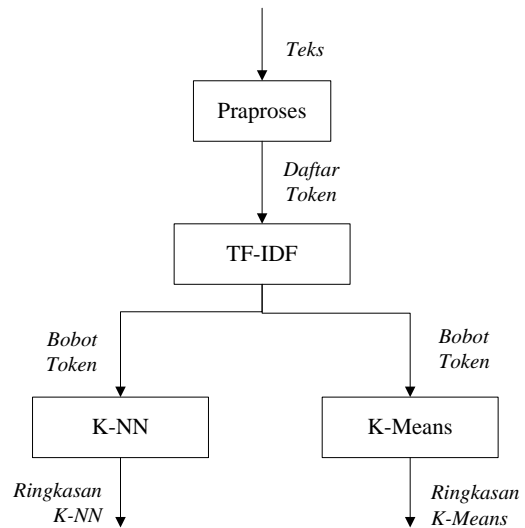 Teks
Praproses
Daftar
Token
TF-IDF
Bobot
Token
Bobot
Token
K-NN
K-Means
Ringkasan
K-NN
Ringkasan
K-Means